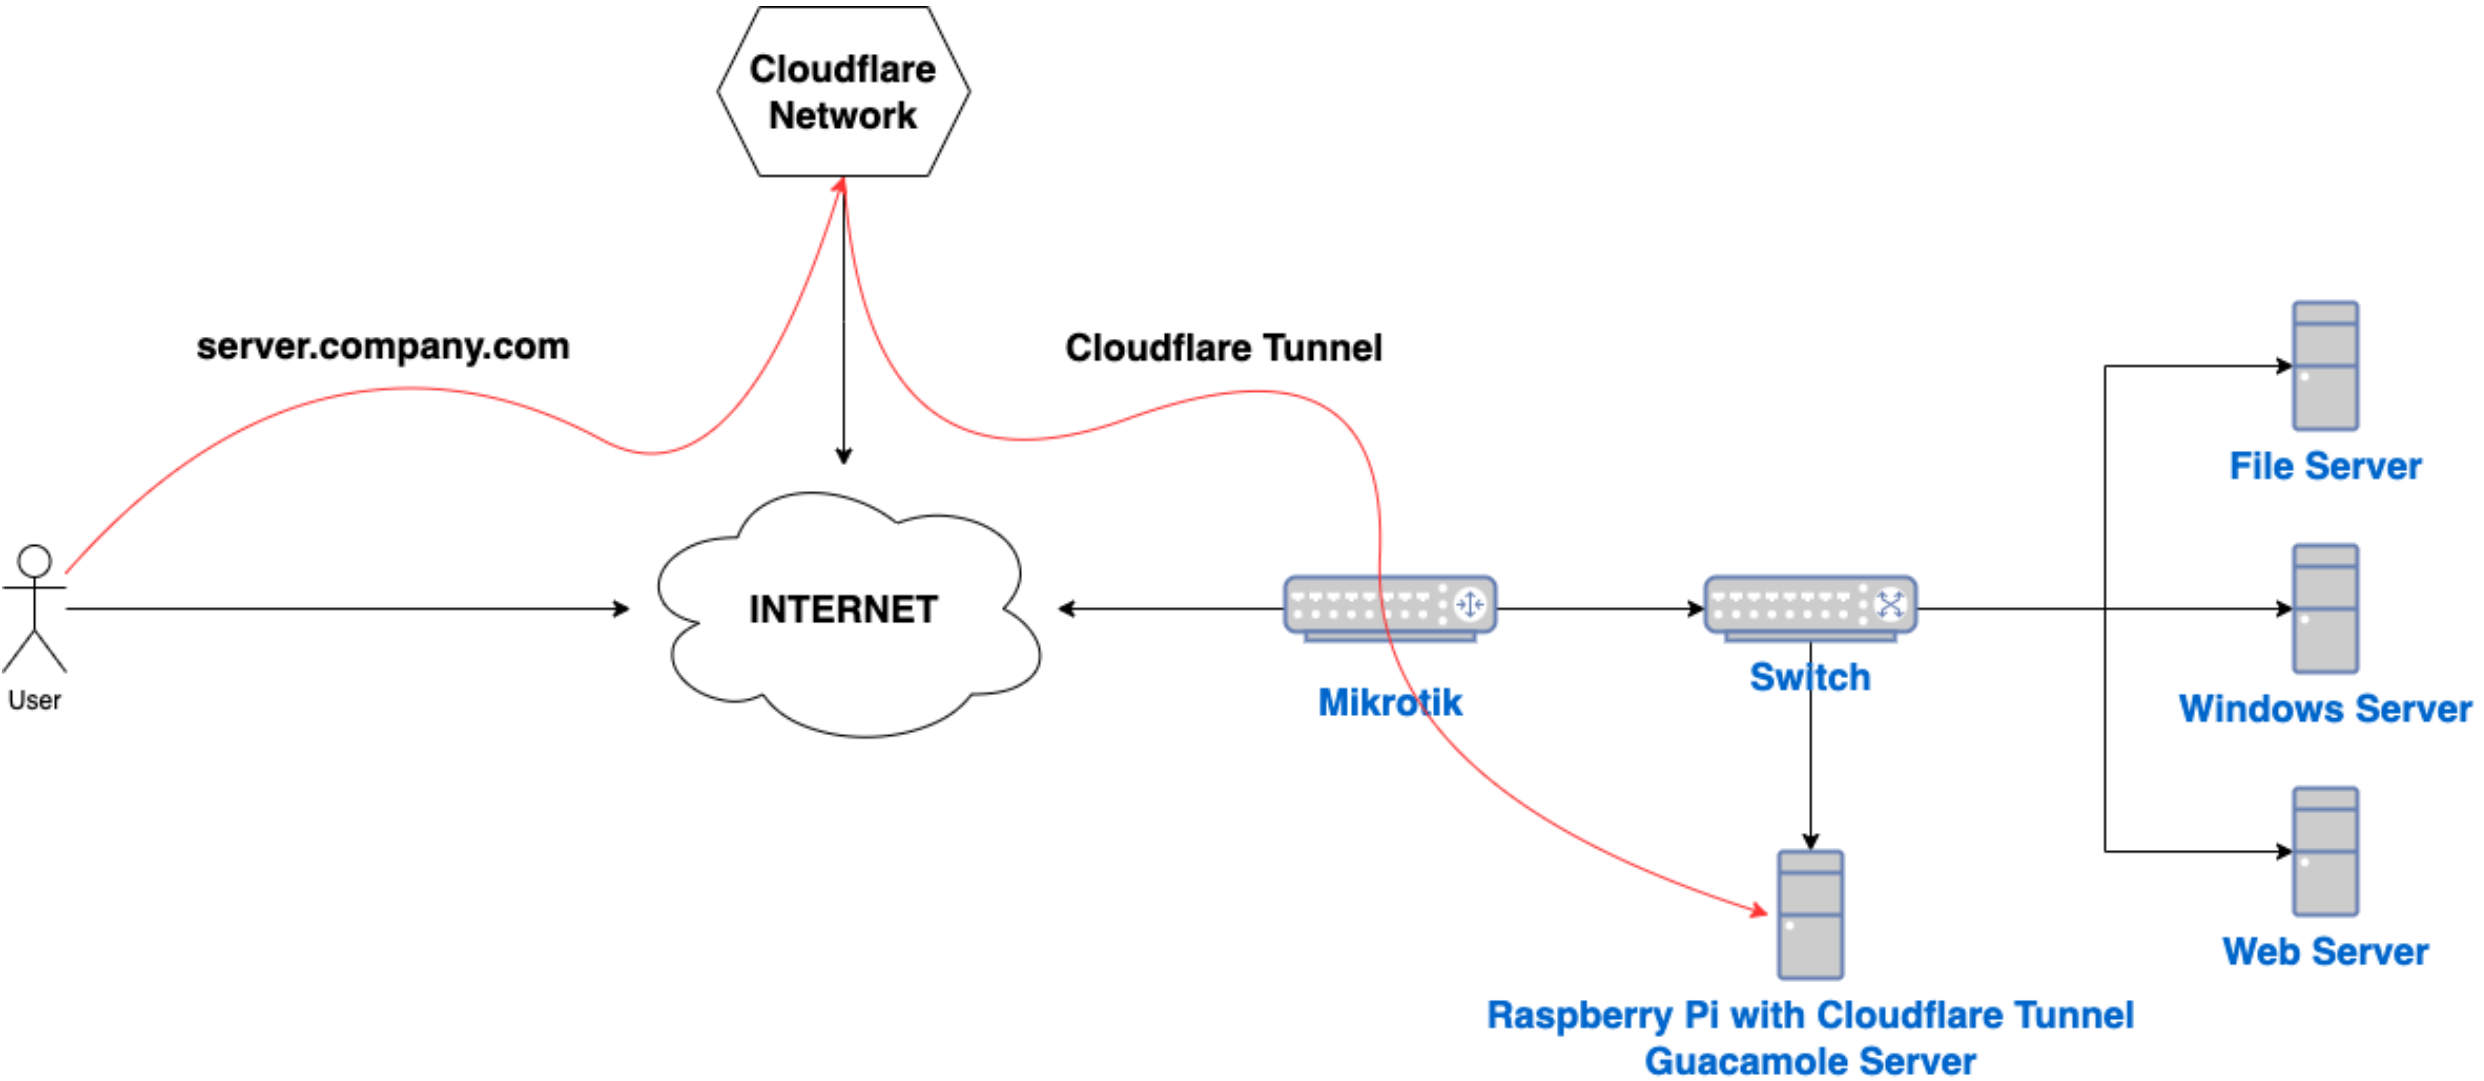 Cloudflare
Network
server.company.com
Cloudflare Tunnel
File Server
INTERNET
User
Mikrotik
Switch
Windows Server
Web Server
Raspberry Pi with Cloudflare Tunnel
Guacamole Server